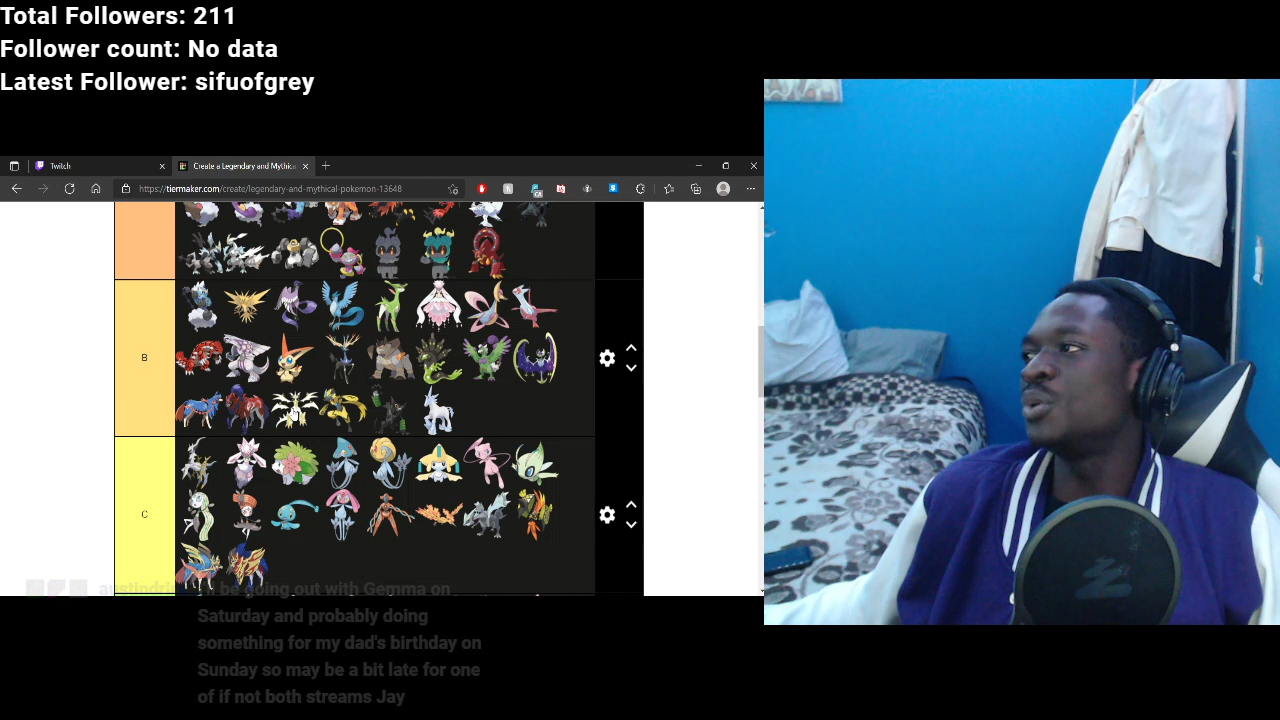 Total Followers: 211
Follower count: No data
Latest Follower: sifuofgrey
Twitch
Create a Legendary and Mythic
https://tiermaker.com/create/legendary-and-mythical-pokemon-13648
B
C
be going out with Gemma on
Saturday and probably doing
something for my dad's birthday on
Sunday so may be a bit late for one
of if not both streams Jay